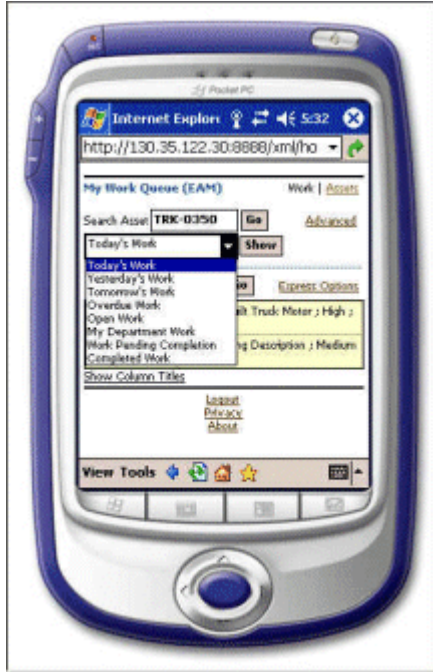 Pocket PC
Internet Explor 5:32
http://130.35.122.30:8888/xml/ho
My Work Queue (EAM) Work | Assets
Search Asset TRK-0350 Go Advanced
Today's Work Show
Today's Work
Yesterday's Work
Tomorrow's Work
Overdue Work
Open Work
My Department Work
Work Pending Completion
Completed Work
Go Express Options
ilt Truck Motor ; High ;
ng Description ; Medium
Show Column Titles
Logout
Privacy
About
View Tools